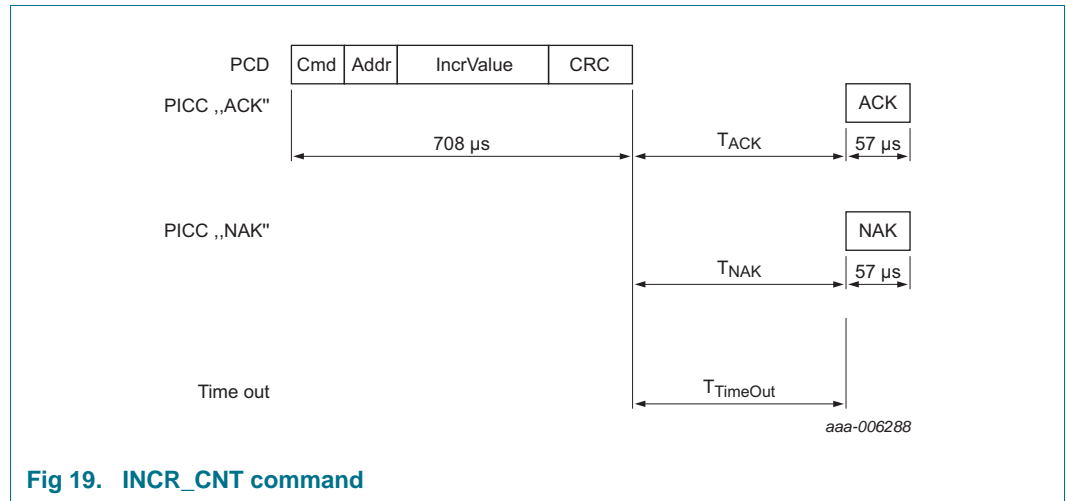 PCD Cmd Addr IncrValue CRC
PICC ,,ACK" ACK
708 µs TACK 57 µs
PICC ,,NAK" NAK
TNAK 57 µs
Time out TTimeOut
aaa-006288
Fig 19. INCR_CNT command